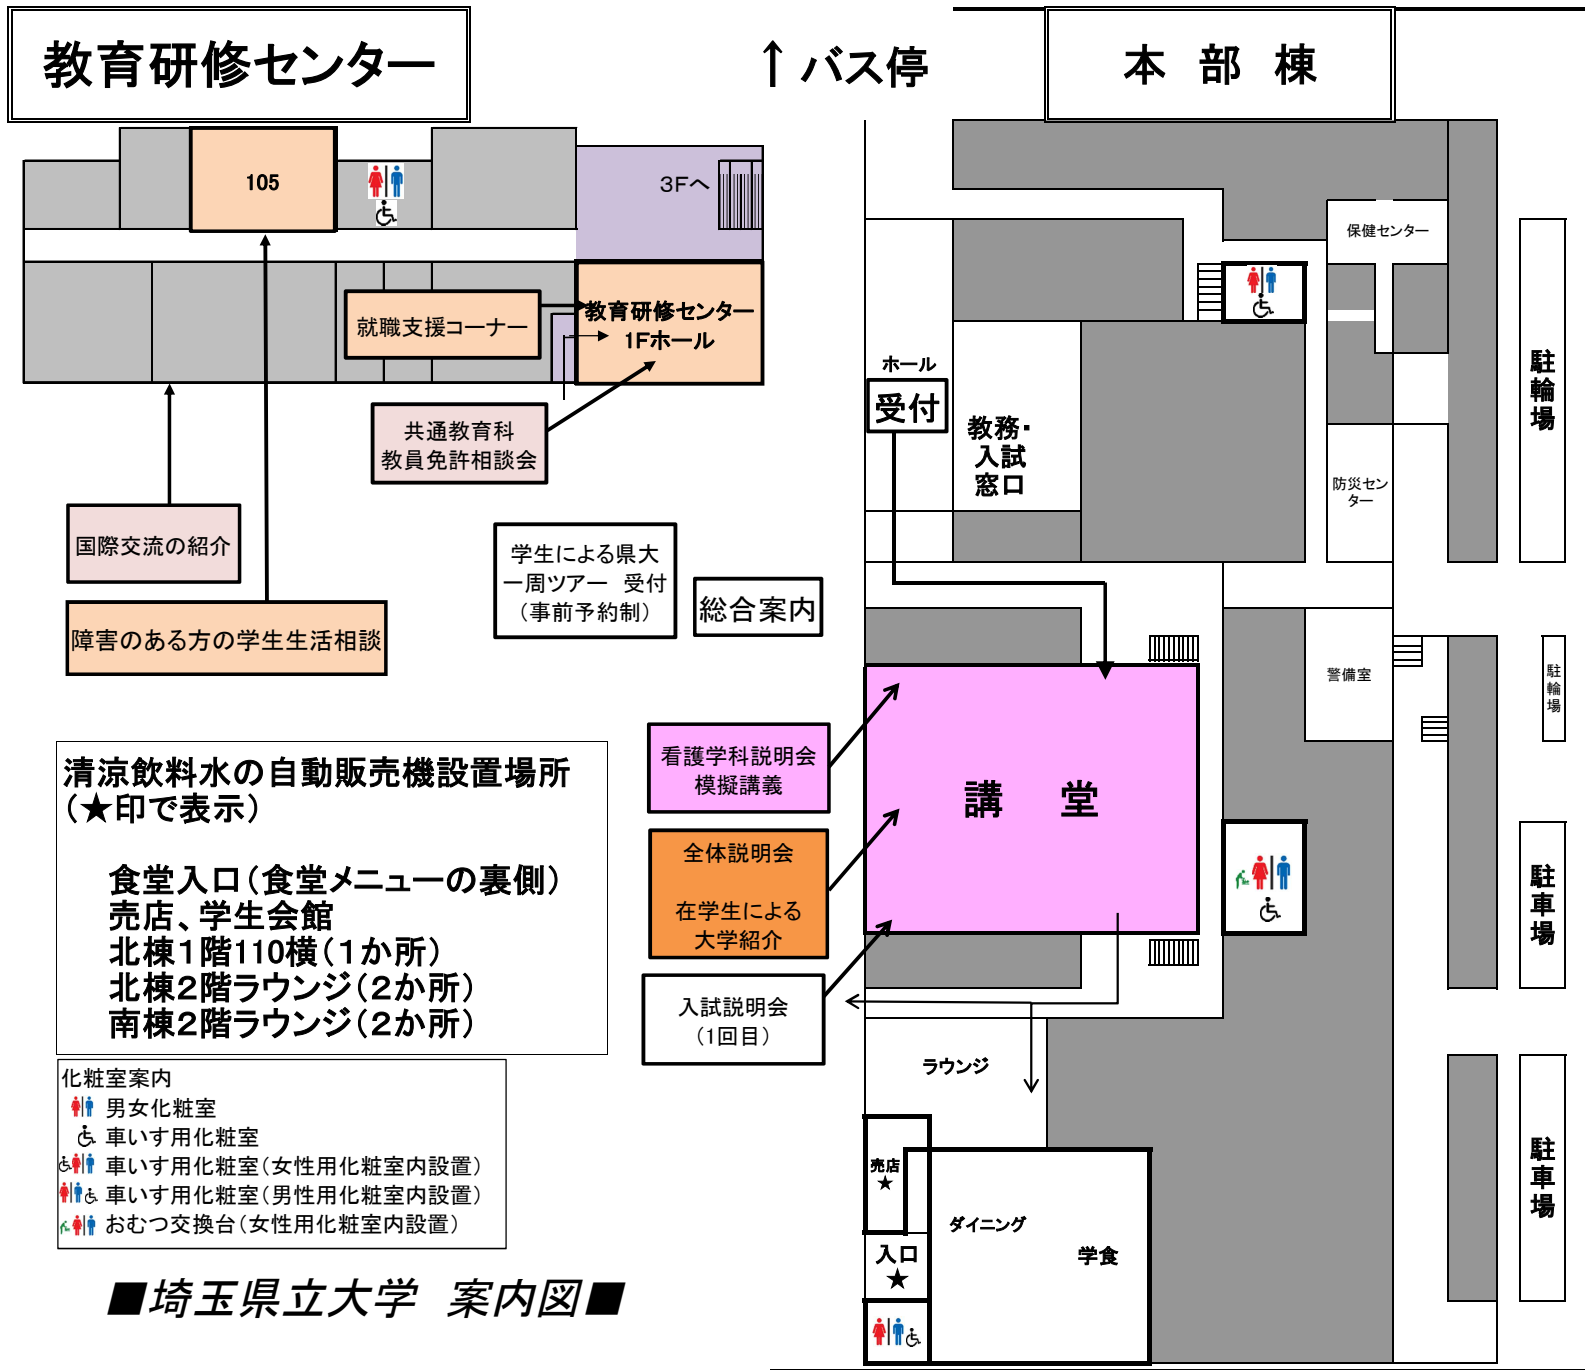 教育研修センター
↑ バス停
本 部 棟
105
3Fへ
保健センター
就職支援コーナー
教育研修センター
1Fホール
ホール
受付
駐輪場
共通教育科
教員免許相談会
教務・
入試
窓口
防災セン
ター
国際交流の紹介
学生による県大
一周ツアー 受付
（事前予約制）
総合案内
障害のある方の学生生活相談
警備室
駐輪場
看護学科説明会
模擬講義
講 堂
清涼飲料水の自動販売機設置場所
（★印で表示）
食堂入口（食堂メニューの裏側）
売店、学生会館
北棟１階110横（１か所）
北棟２階ラウンジ（２か所）
南棟２階ラウンジ（２か所）
全体説明会
在学生による
大学紹介
駐車場
入試説明会
（1回目）
ラウンジ
化粧室案内
男女化粧室
車いす用化粧室
車いす用化粧室（女性用化粧室内設置）
車いす用化粧室（男性用化粧室内設置）
おむつ交換台（女性用化粧室内設置）
売店
★
ダイニング
学食
入口
★
駐車場
■埼玉県立大学 案内図■